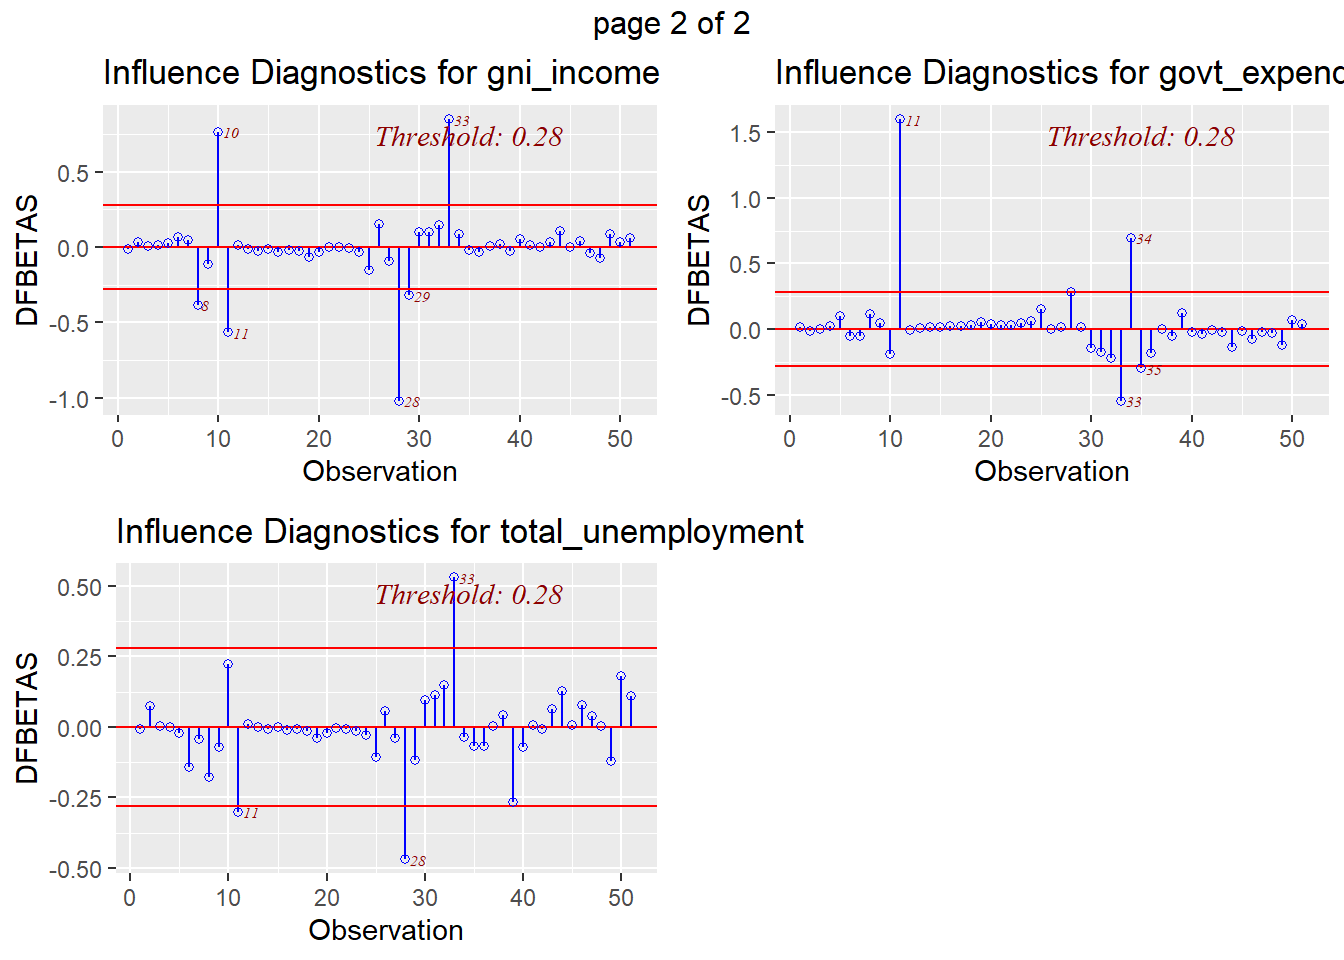 page 2 of 2
Influence Diagnostics for gni_income
Threshold: 0.28
33
10
8
11
29
28
0.5
0.0
-0.5
-1.0
DFBETAS
0 10 20 30 40 50
Observation
Influence Diagnostics for govt_expend
Threshold: 0.28
11
34
35
33
1.5
1.0
0.5
0.0
-0.5
DFBETAS
0 10 20 30 40 50
Observation
Influence Diagnostics for total_unemployment
Threshold: 0.28
33
11
28
0.50
0.25
0.00
-0.25
-0.50
DFBETAS
0 10 20 30 40 50
Observation